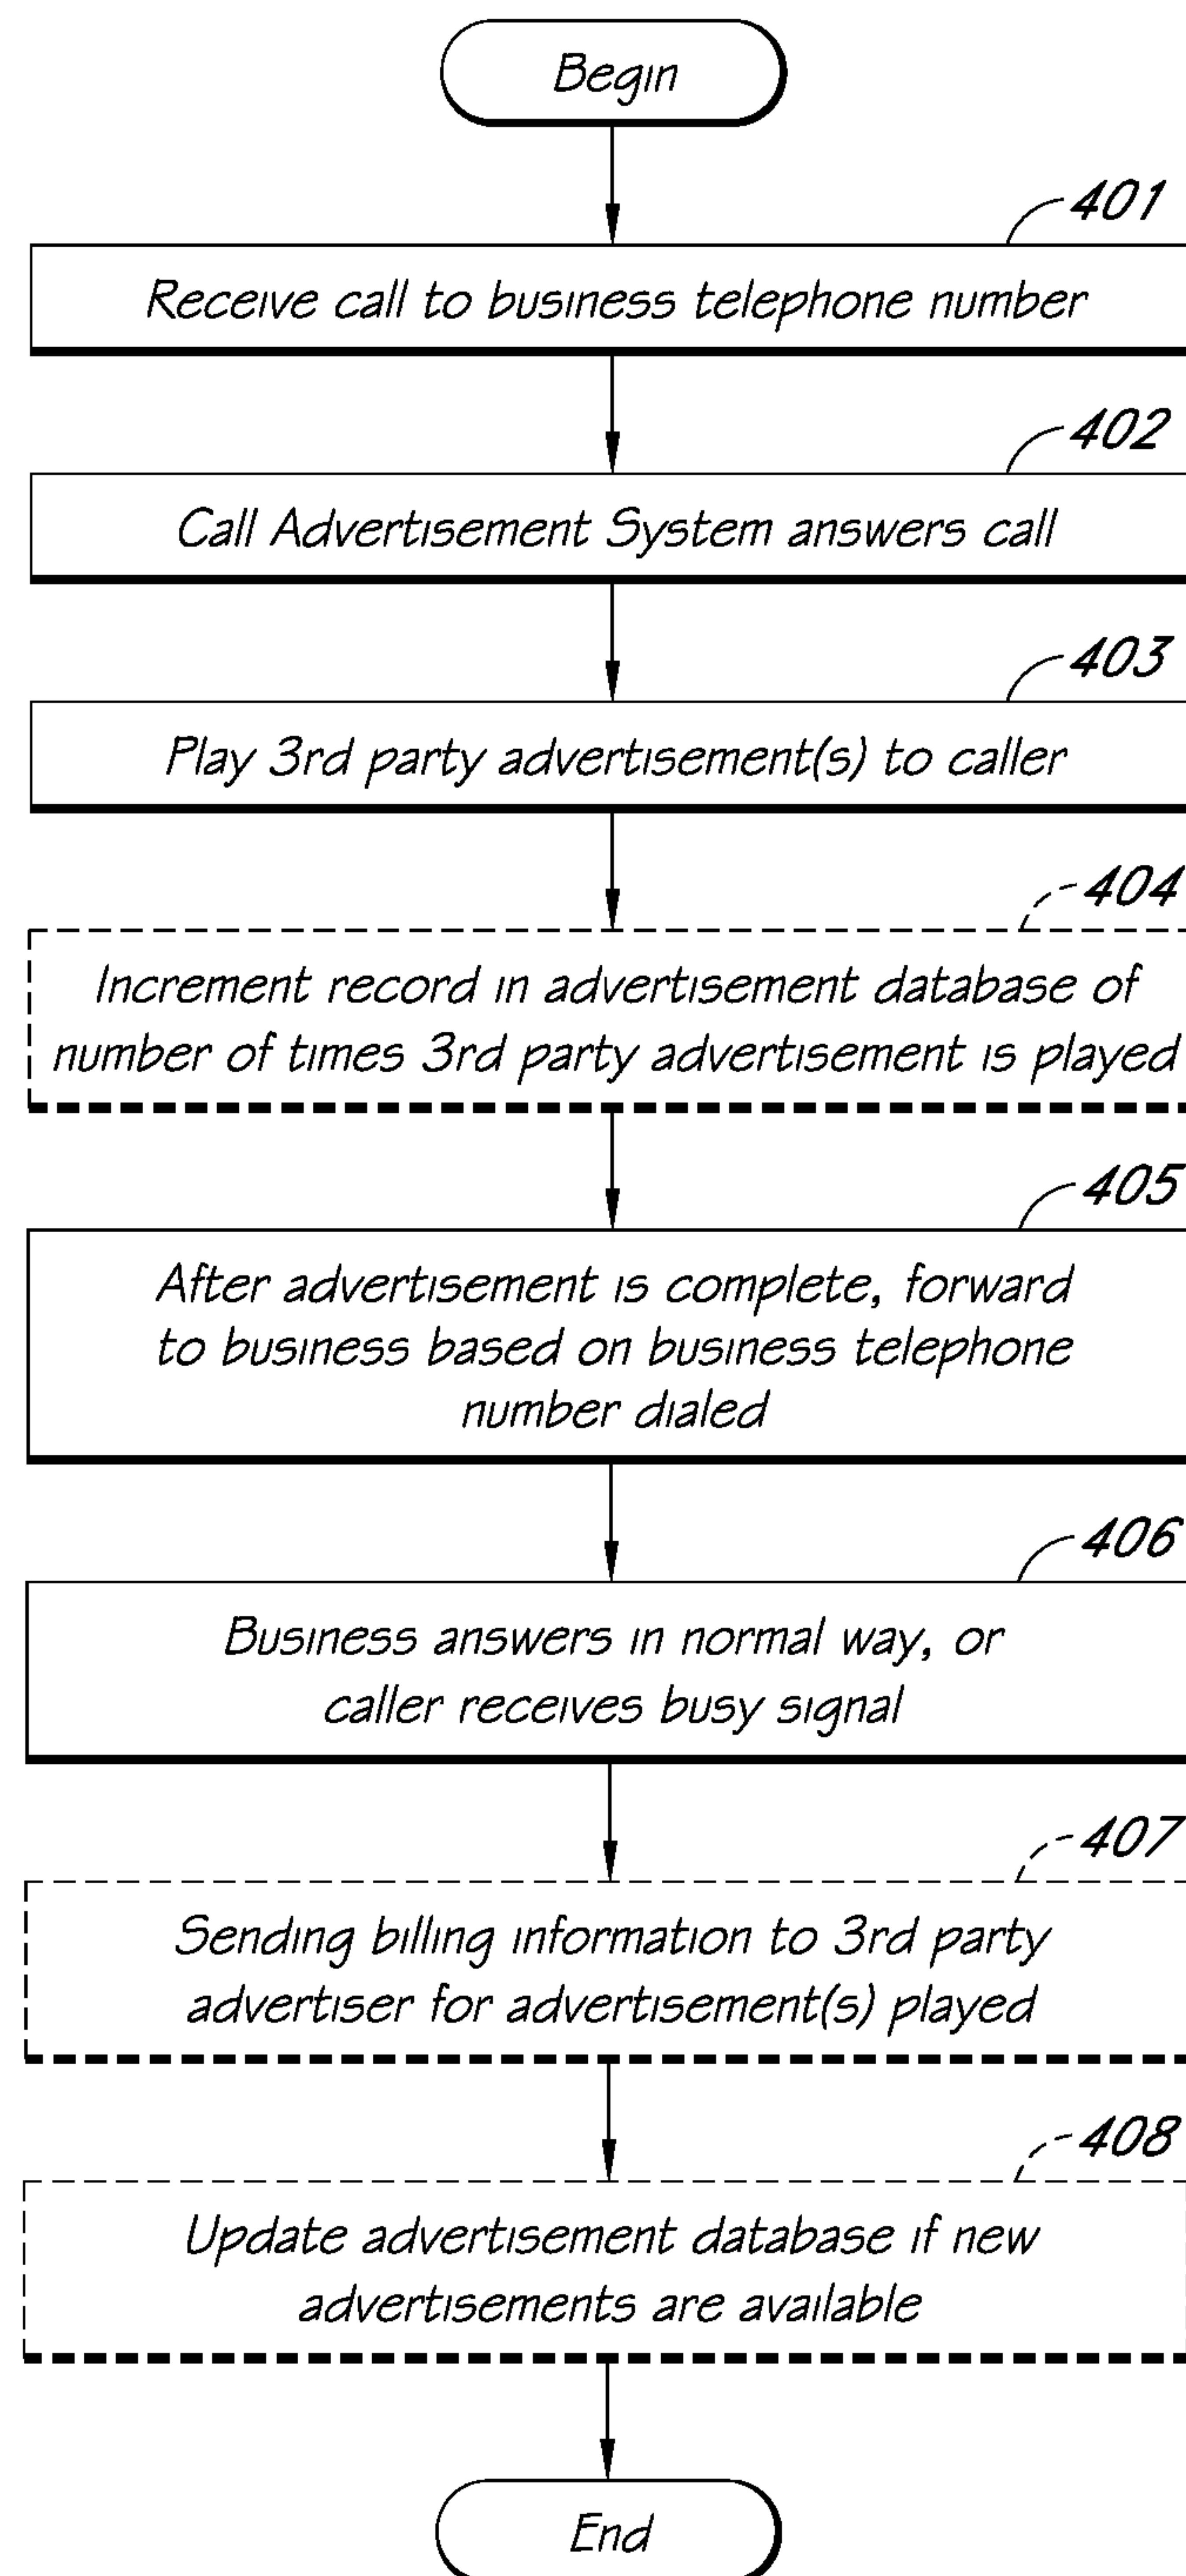 Begin
401
Receive call to business telephone number
402
Call Advertisement System answers call
403
Play 3rd party advertisement(s) to caller
404
Increment record in advertisement database of
number of times 3rd party advertisement is played
405
After advertisement is complete, forward
to business based on business telephone
number dialed
406
Business answers in normal way, or
caller receives busy signal
407
Sending billing information to 3rd party
advertiser for advertisement(s) played
408
Update advertisement database if new
advertisements are available
End